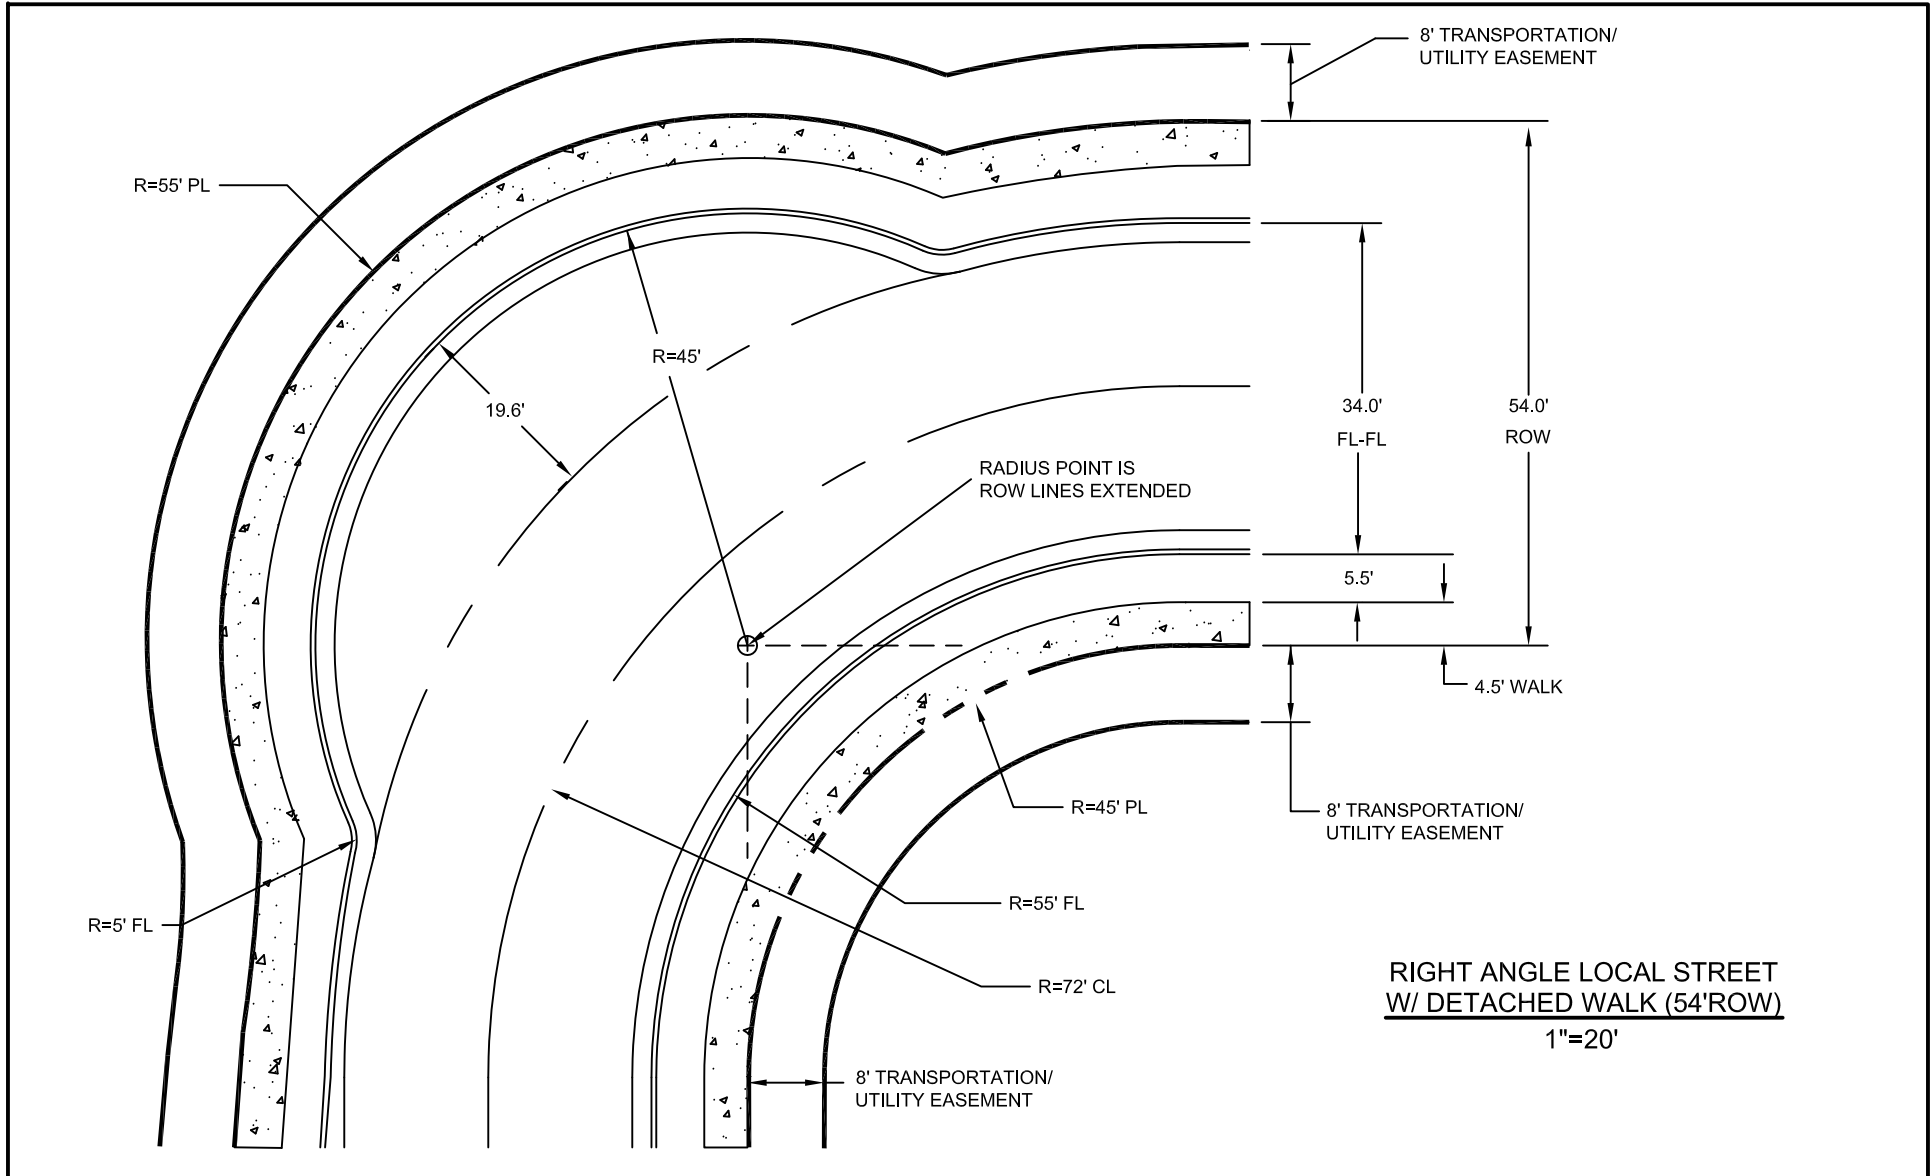 8' TRANSPORTATION/
UTILITY EASEMENT
R=55' PL
R=45'
19.6'
34.0'
FL-FL
54.0'
ROW
RADIUS POINT IS
ROW LINES EXTENDED
5.5'
4.5' WALK
R=45' PL
8' TRANSPORTATION/
UTILITY EASEMENT
R=55' FL
R=5' FL
R=72' CL
RIGHT ANGLE LOCAL STREET
W/ DETACHED WALK (54'ROW)
1"=20'
8' TRANSPORTATION/
UTILITY EASEMENT